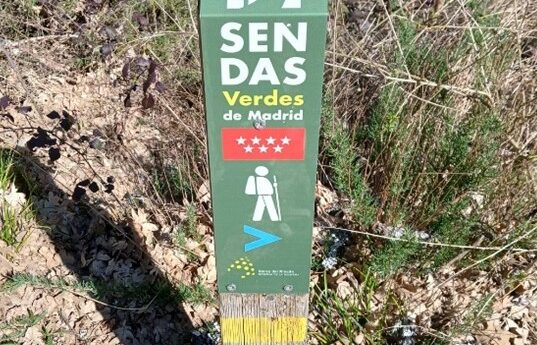 SEN
DAS
Verdes
de Madrid